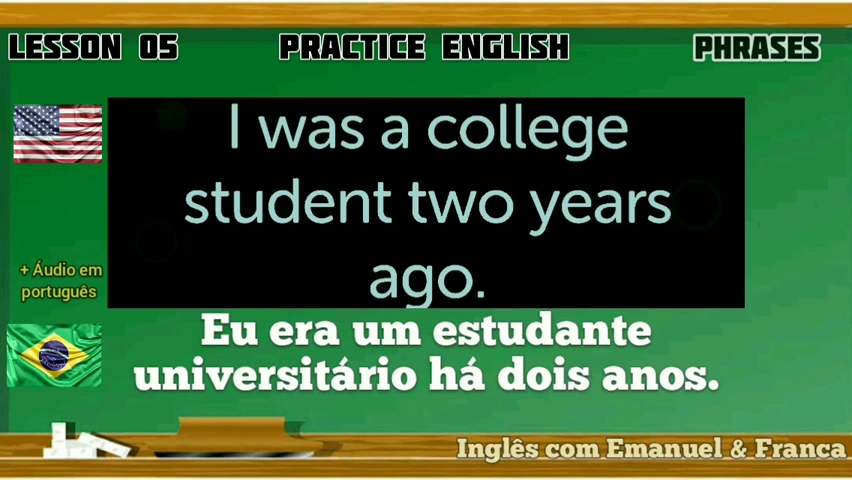 LESSON 05 PRACTICE ENGLISH PHRASES
I was a college
student two years
ago.
+ Áudio em
português
Eu era um estudante
universitário há dois anos.
Inglês com Emanuel & Franca